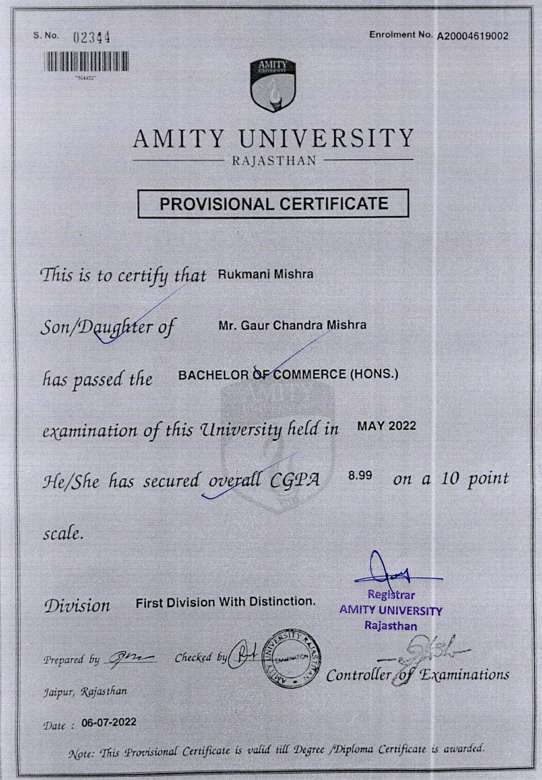 S. No. 02344
Enrolment No. A20004619002
AMITY
UNIVERSITY
AMITY UNIVERSITY
RAJASTHAN
PROVISIONAL CERTIFICATE
This is to certify that Rukmani Mishra
Son/Daughter of Mr. Gaur Chandra Mishra
has passed the BACHELOR OF COMMERCE (HONS.)
AMITY
examination of this University held in MAY 2022
He/She has secured overall CGPA 8.99 on a 10 point
scale.
Registrar
AMITY UNIVERSITY
Rajasthan
Division First Division With Distinction.
Prepared by Checked by
EXAMINATION
Controller of Examinations
Jaipur, Rajasthan
Date : 06-07-2022
Note: This Provisional Certificate is valid till Degree /Diploma Certificate is awarded.